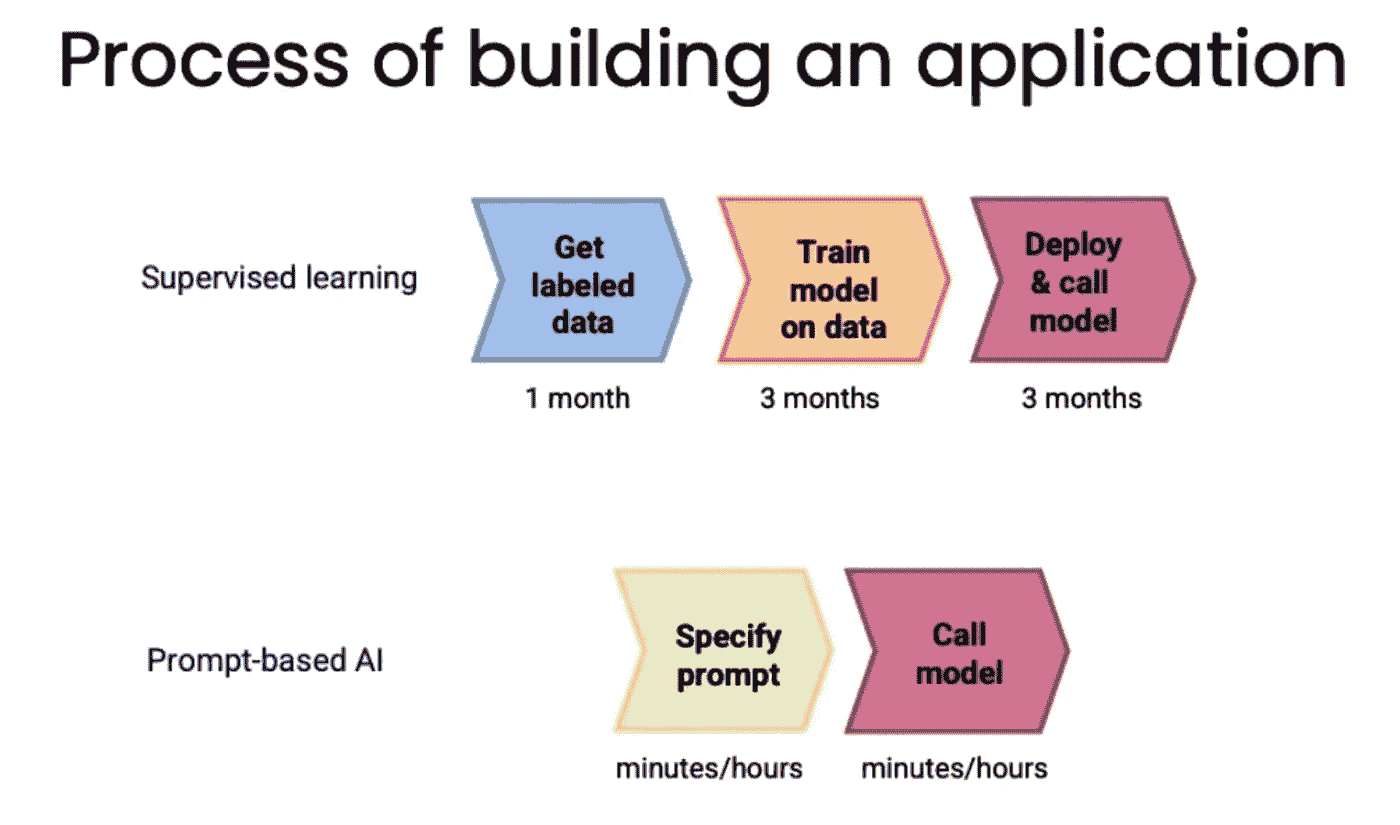 Process of building an application
Supervised learning
Get
labeled
data
Train
model
on data
Deploy
& call
model
1 month
3 months
3 months
Prompt-based AI
Specify
prompt
Call
model
minutes/hours
minutes/hours